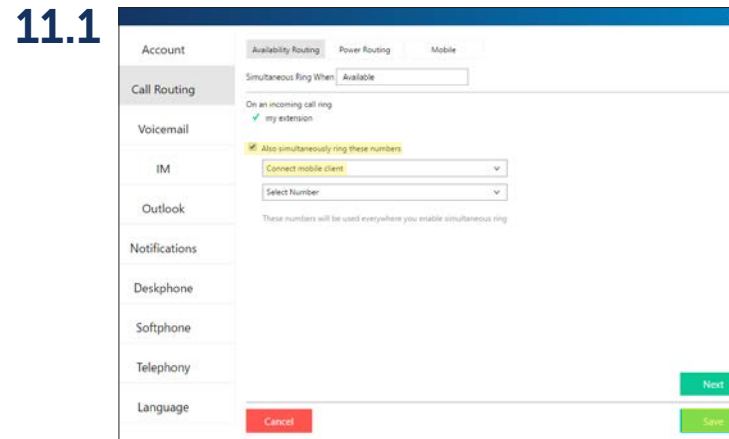 11.1
Account
Call Routing
Voicemail
IM
Outlook
Notifications
Deskphone
Softphone
Telephony
Language
Availability Routing Power Routing Mobile
Simultaneous Ring When Available
On an incoming call ring
my extension
Also simultaneously ring these numbers
Connect mobile client
Select Number
These numbers will be used everywhere you enable simultaneous ring
Next
Cancel Save